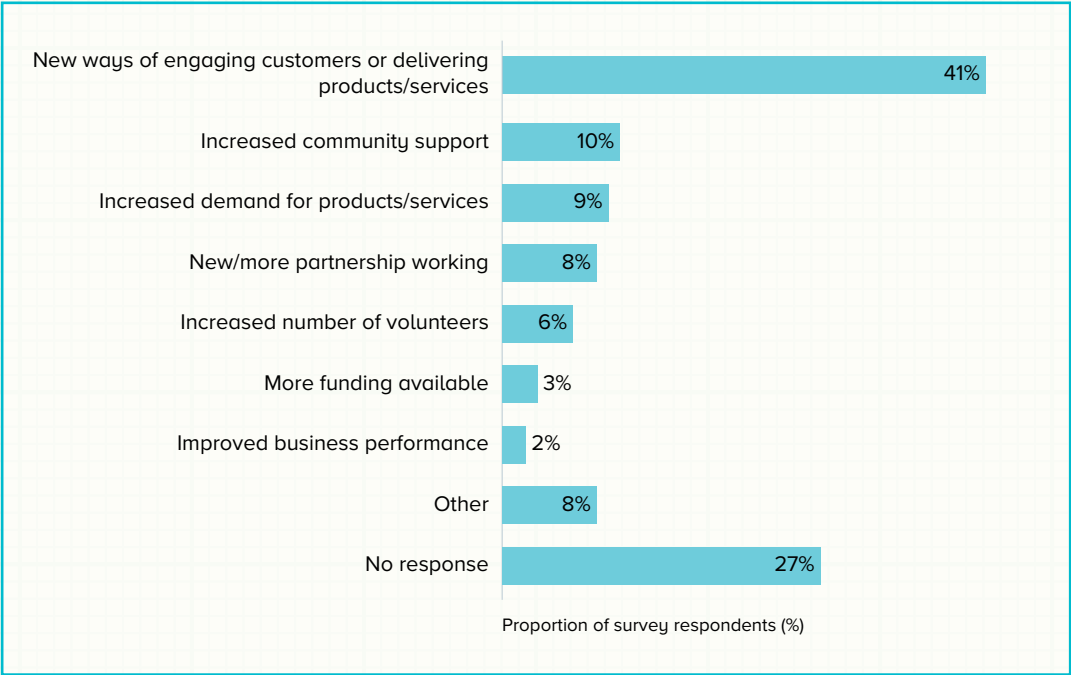 New ways of engaging customers or delivering
products/services
41%
Increased community support
10%
Increased demand for products/services
9%
New/more partnership working
8%
Increased number of volunteers
6%
More funding available
3%
Improved business performance
2%
Other
8%
No response
27%
Proportion of survey respondents (%)